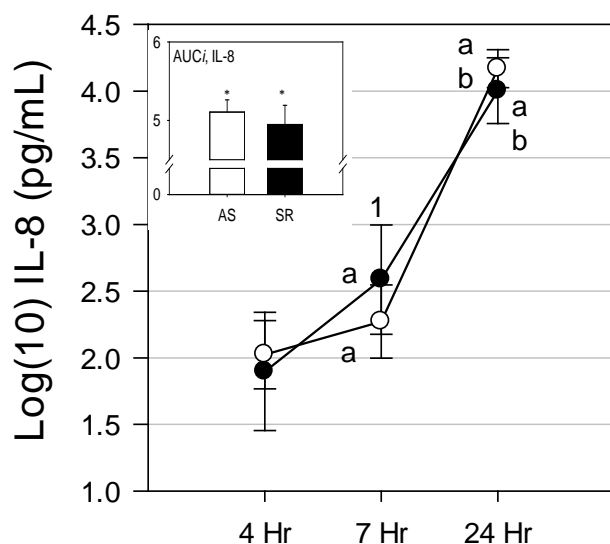 Log(10) IL-8 (pg/mL)
4.5
4.0
3.5
3.0
2.5
2.0
1.5
1.0
AUCi, IL-8
6
5
0
* *
AS SR
a
b
a
b
1
a
a
4 Hr 7 Hr 24 Hr